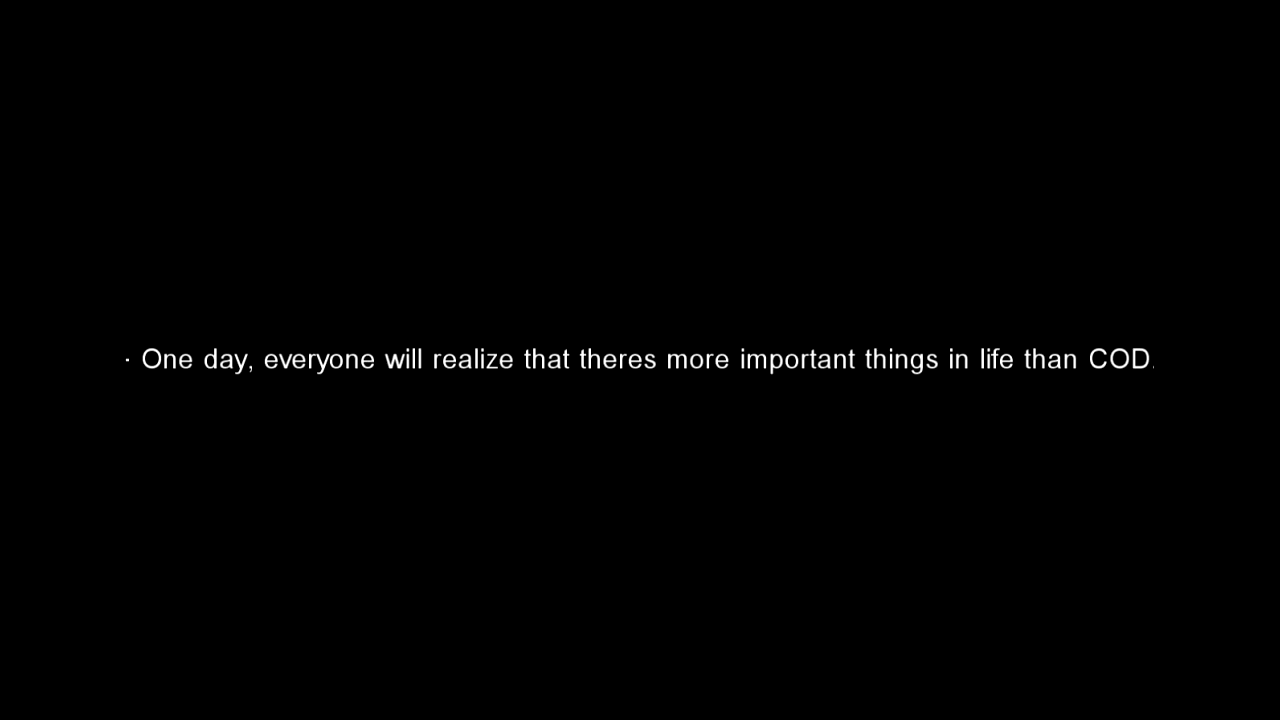 · One day, everyone will realize that theres more important things in life than COD.